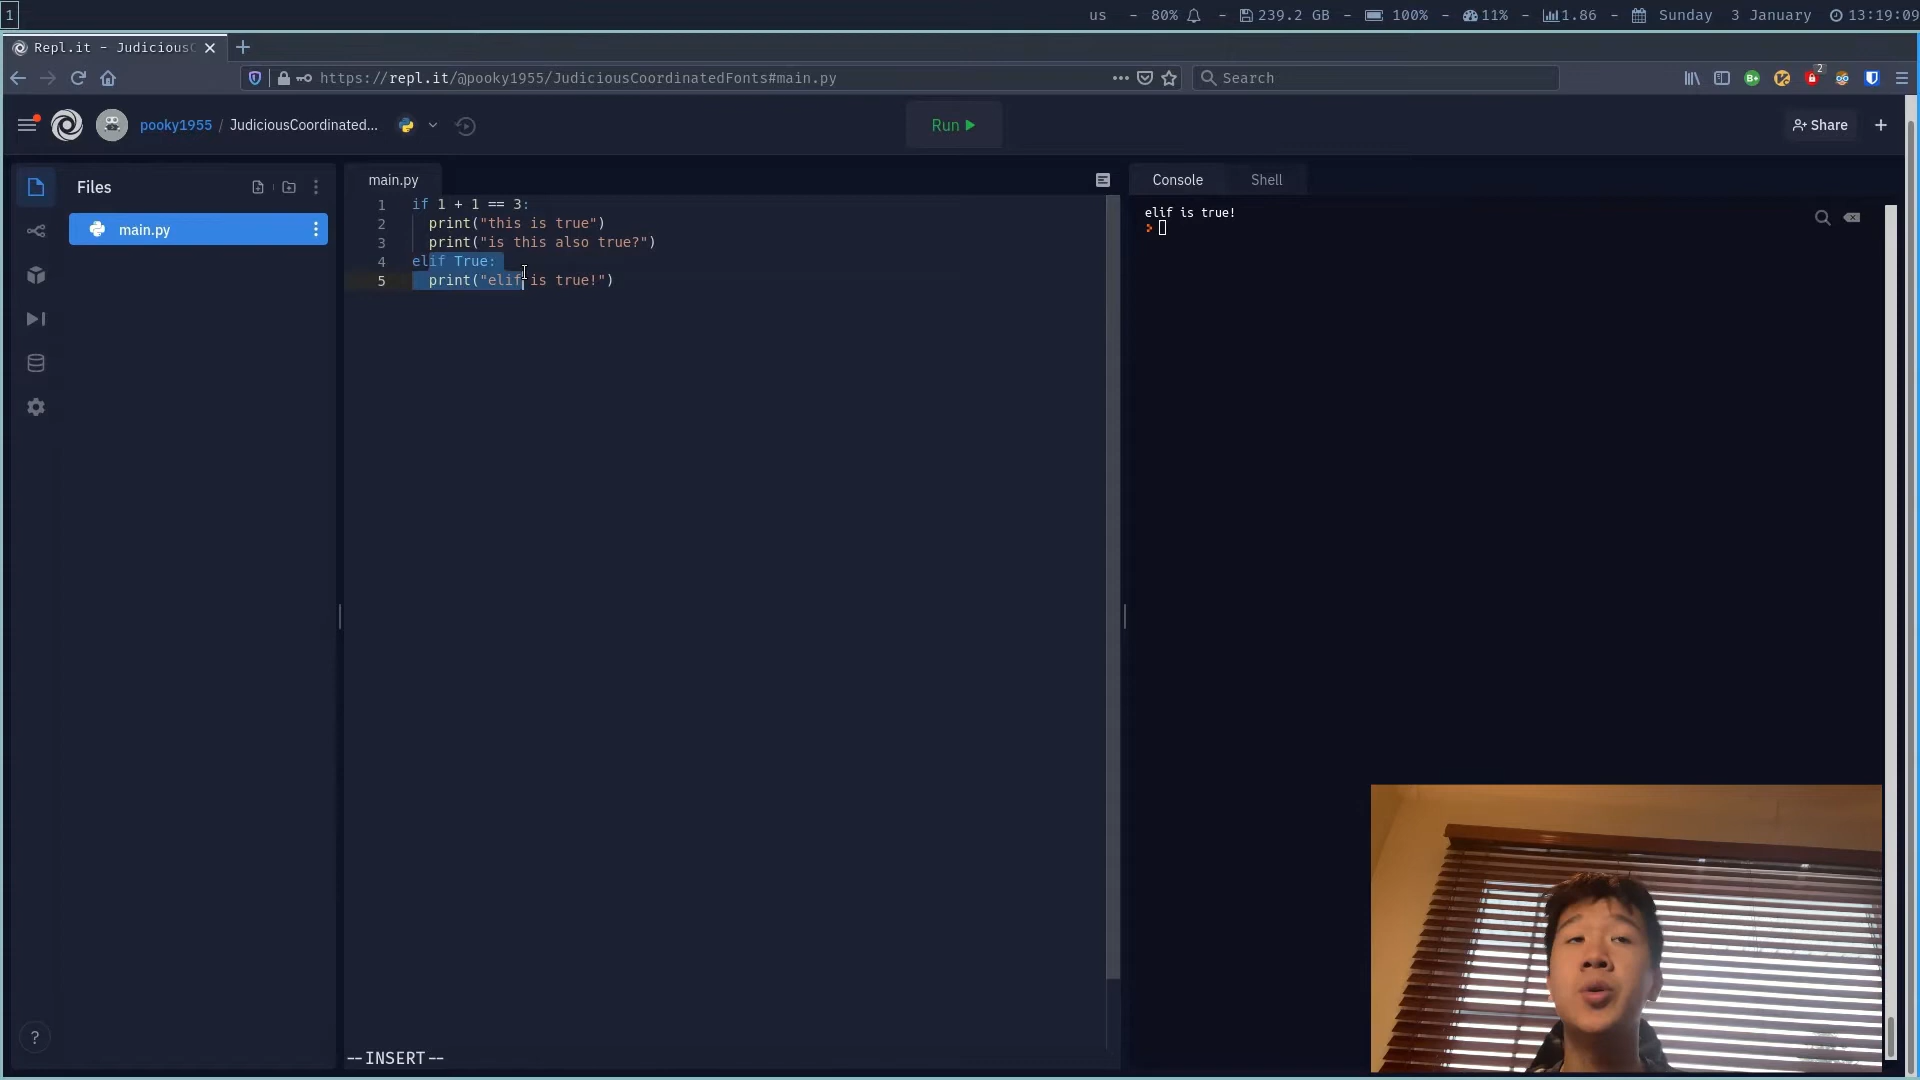 1
us - 80% - 239.2 GB - 100% - 11% - 1.86 - Sunday 3 January 13:19:09
Repl.it - JudiciousC
https://repl.it/@pooky1955/JudiciousCoordinatedFonts#main.py
Search
2
pooky1955 / JudiciousCoordinated...
Run
Share
Files
main.py
main.py
1 if 1 + 1 == 3:
2 print("this is true")
3 print("is this also true?")
4 elif True:
5 print("elif is true!")
--INSERT--
Console
Shell
elif is true!
?